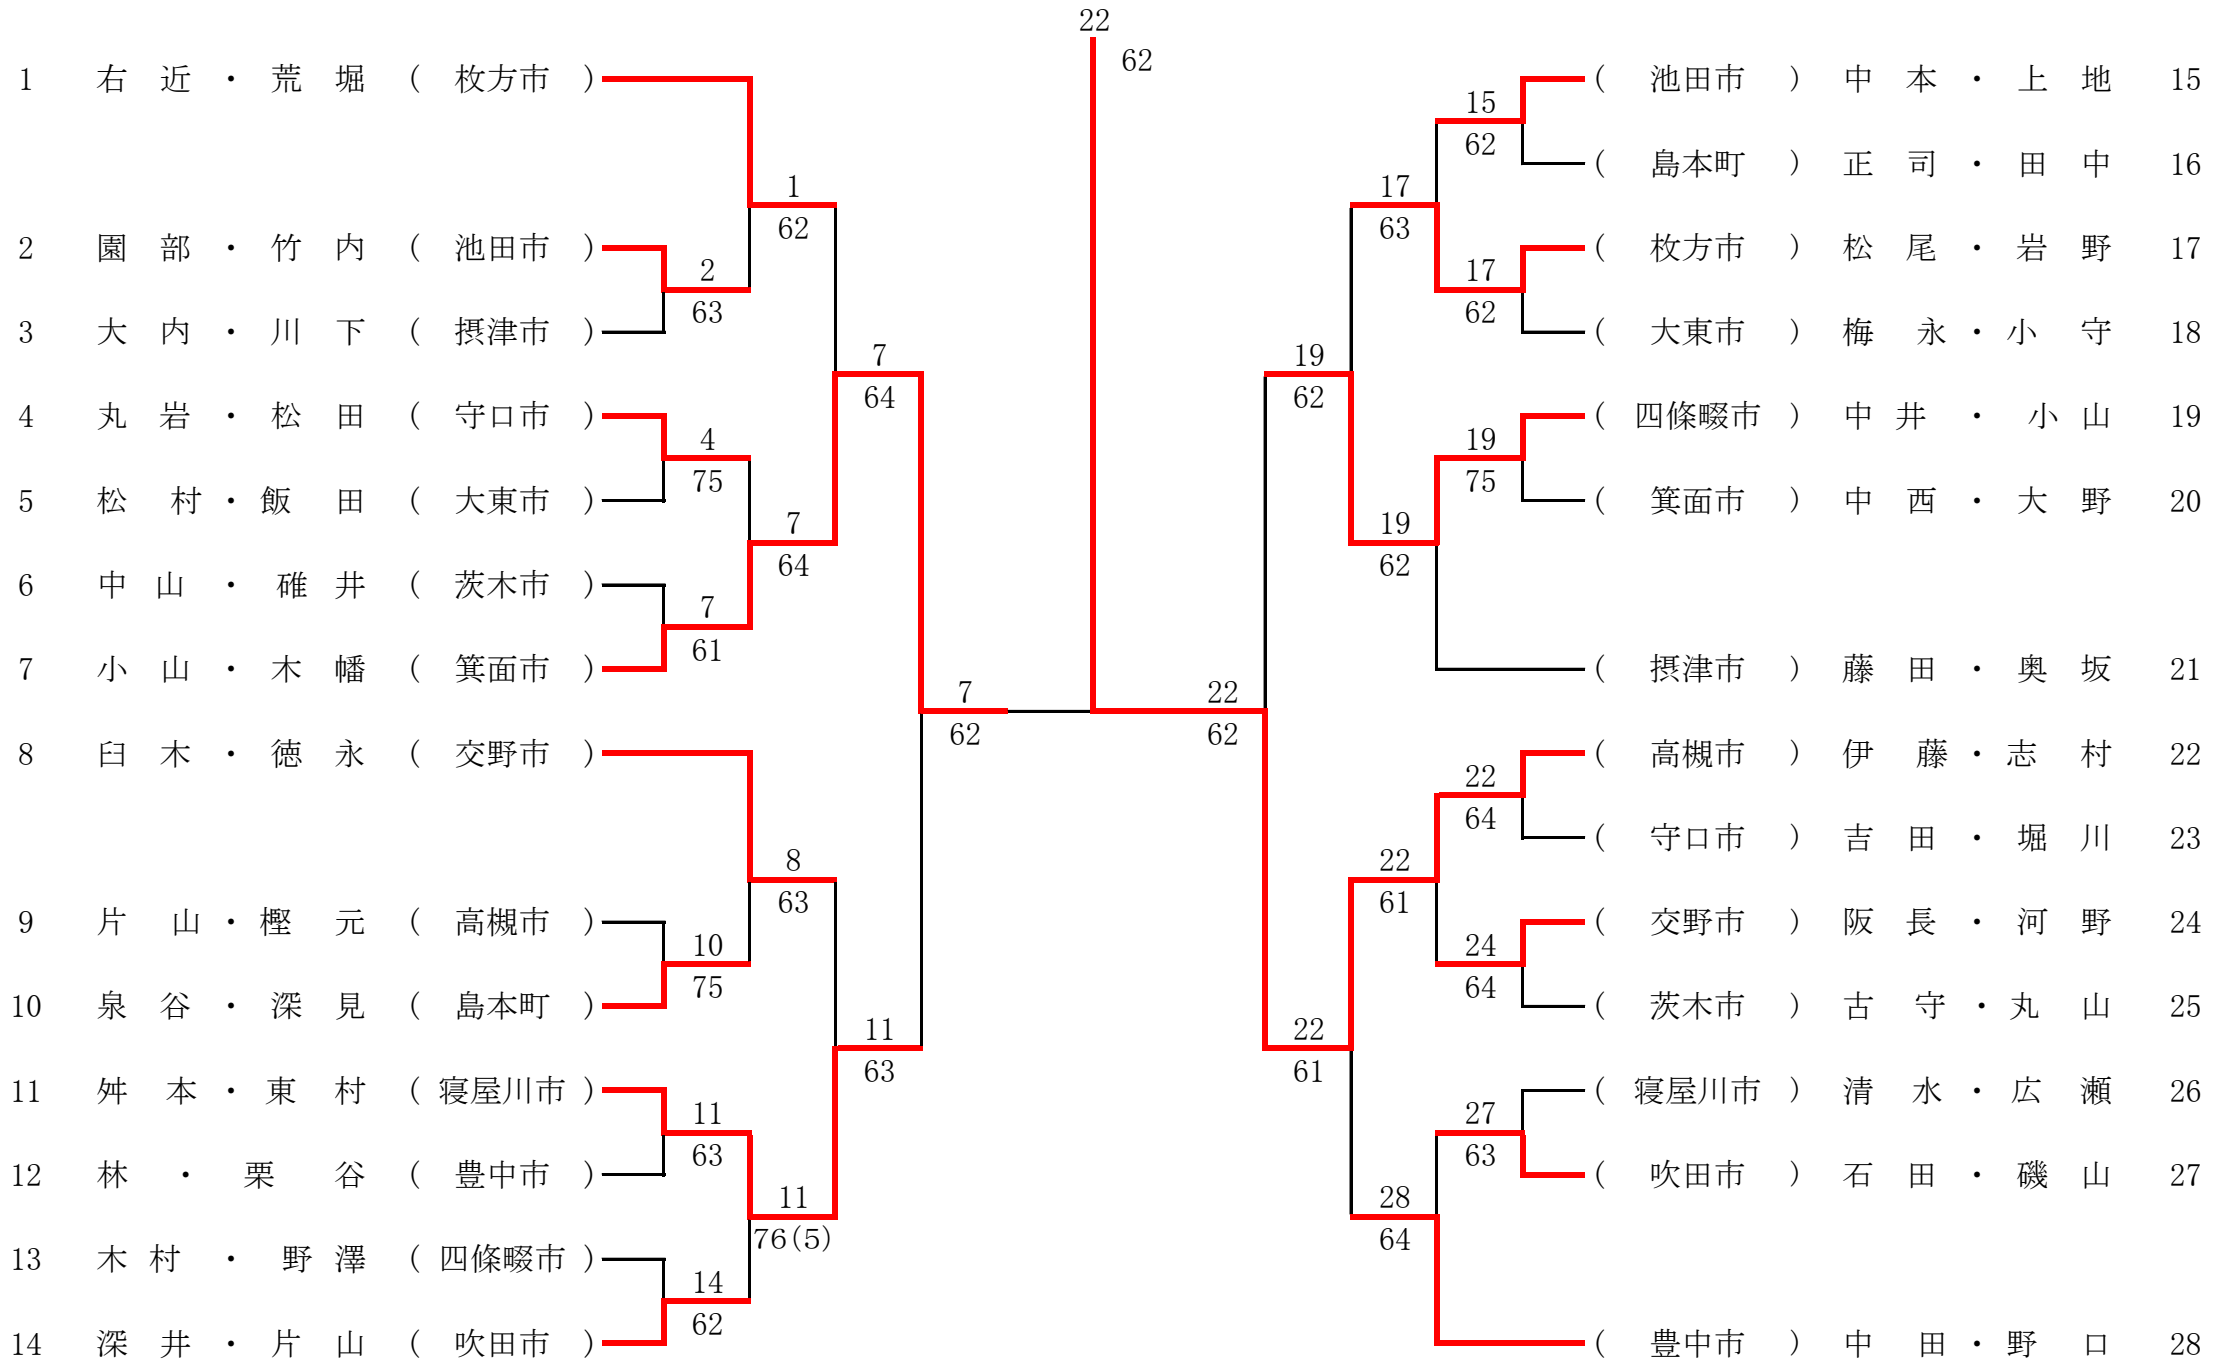 22
62
1 右近・荒堀 (枚方市)
2 園部・竹内 (池田市)
3 大内・川下 (摂津市)
4 丸岩・松田 (守口市)
5 松村・飯田 (大東市)
6 中山・碓井 (茨木市)
7 小山・木幡 (箕面市)
8 臼木・徳永 (交野市)
9 片山・樫元 (高槻市)
10 泉谷・深見 (島本町)
11 舛本・東村 (寝屋川市)
12 林・栗谷 (豊中市)
13 木村・野澤 (四條畷市)
14 深井・片山 (吹田市)
2
63
4
75
7
61
10
75
11
63
14
62
1
62
7
64
8
63
11
76(5)
7
64
11
63
7
62
22
62
19
62
22
61
17
63
19
62
22
61
28
64
15
62
17
62
19
75
22
64
24
64
27
63
(池田市) 中本・上地 15
(島本町) 正司・田中 16
(枚方市) 松尾・岩野 17
(大東市) 梅永・小守 18
(四條畷市) 中井・小山 19
(箕面市) 中西・大野 20
(摂津市) 藤田・奥坂 21
(高槻市) 伊藤・志村 22
(守口市) 吉田・堀川 23
(交野市) 阪長・河野 24
(茨木市) 古守・丸山 25
(寝屋川市) 清水・広瀬 26
(吹田市) 石田・磯山 27
(豊中市) 中田・野口 28